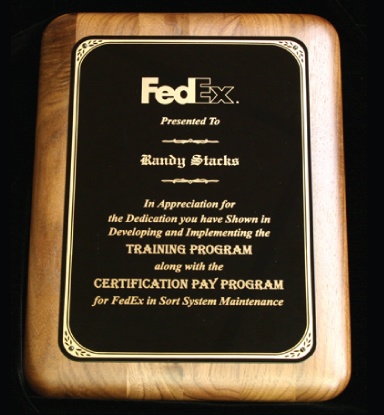 FedEx.
Presented To
Randy Stacks
In Appreciation for
the Dedication you have Shown in
Developing and Implementing the
TRAINING PROGRAM
along with the
CERTIFICATION PAY PROGRAM
for FedEx in Sort System Maintenance